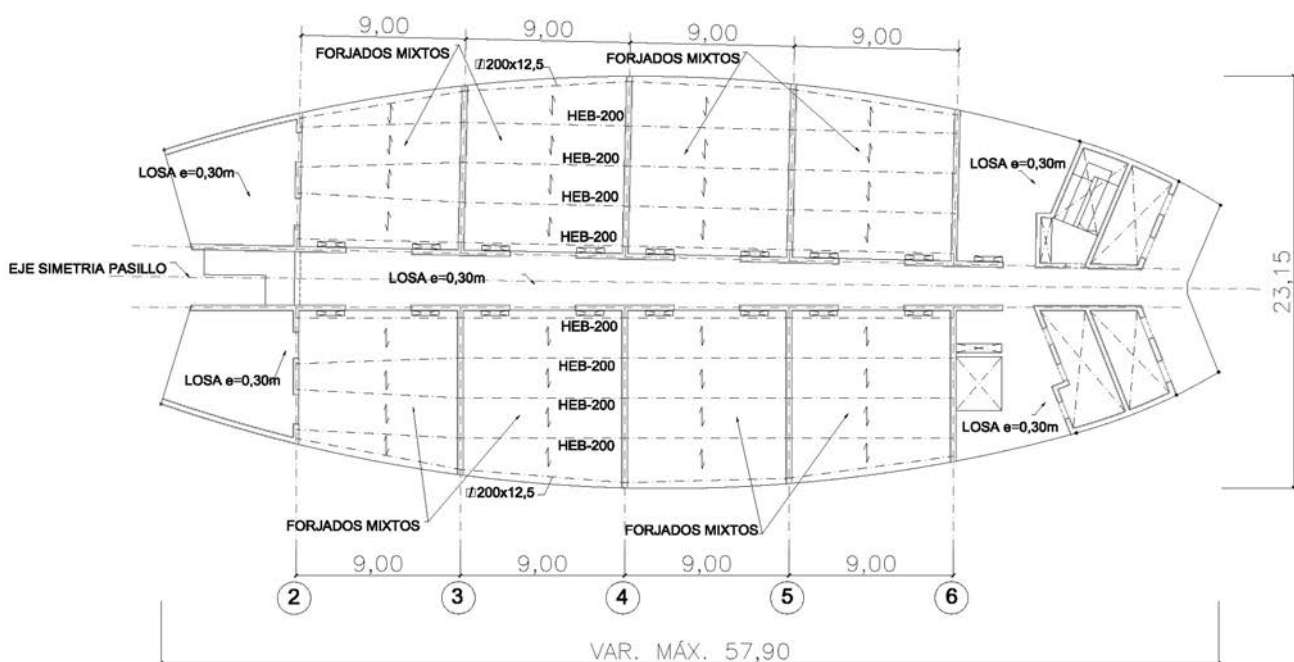 9,00
9,00
9,00
9,00
FORJADOS MIXTOS
FORJADOS MIXTOS
200x12,5
HEB-200
HEB-200
HEB-200
HEB-200
LOSA e=0,30m
LOSA e=0,30m
EJE SIMETRIA PASILLO
LOSA e=0,30m
23,15
HEB-200
HEB-200
HEB-200
HEB-200
LOSA e=0,30m
LOSA e=0,30m
200x12,5
FORJADOS MIXTOS
FORJADOS MIXTOS
9,00
9,00
9,00
9,00
2
3
4
5
6
VAR. MÁX. 57,90